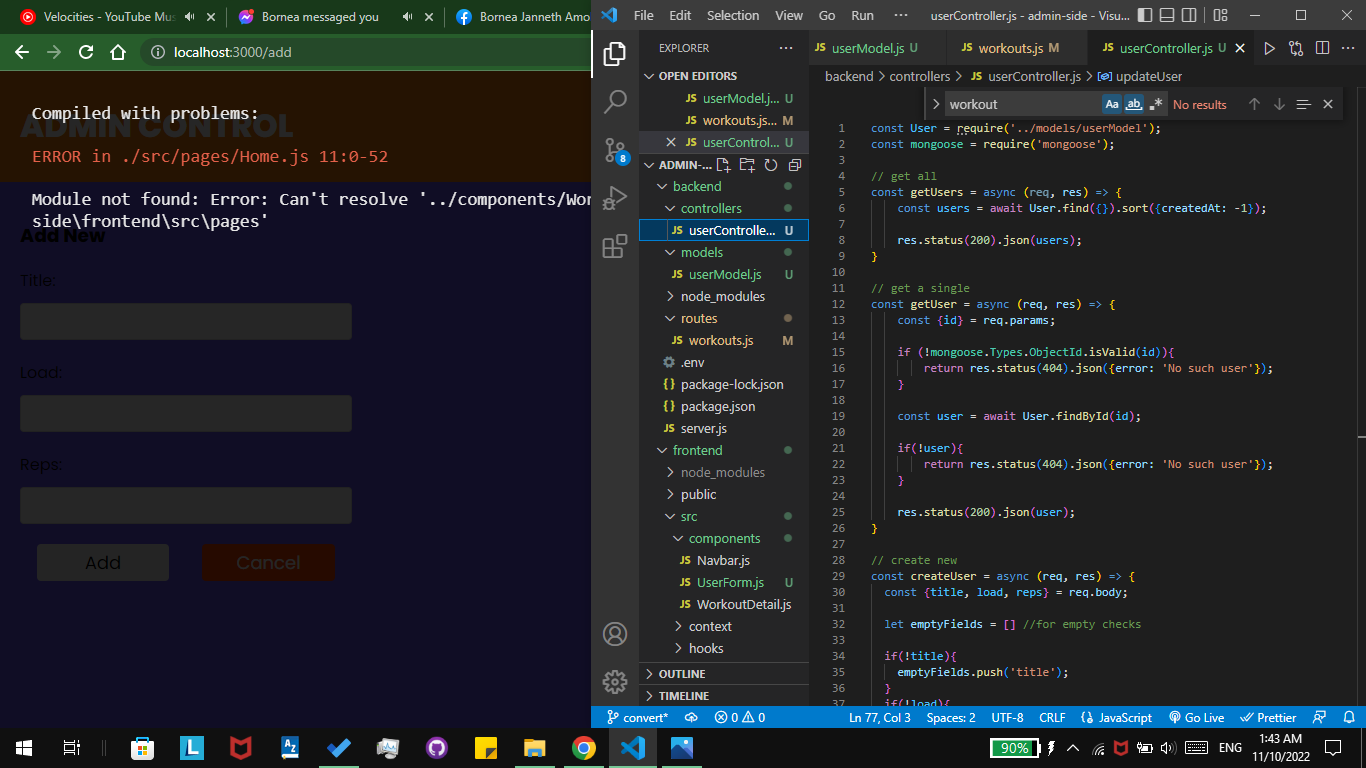 Velocities - YouTube Mus
Bornea messaged you
Bornea Janneth Amo
localhost:3000/add
Compiled with problems:
ADMIN CONTROL
ERROR in ./src/pages/Home.js 11:0-52
Module not found: Error: Can't resolve '../components/Wor
side\frontend\src\pages'
Add New
Title:
Load:
Reps:
Add
Cancel
File Edit Selection View Go Run ··· userController.js - admin-side - Visu...
EXPLORER ···
OPEN EDITORS
JS userModel.j... U
JS workouts.js... M
JS userControl... U
ADMIN-...
8
backend
controllers
JS userControlle... U
models
JS userModel.js U
node_modules
routes
JS workouts.js M
.env
{} package-lock.json
{} package.json
JS server.js
frontend
node_modules
public
src
components
JS Navbar.js
JS UserForm.js U
JS WorkoutDetail.js
context
hooks
OUTLINE
TIMELINE
JS userModel.js U
JS workouts.js M
JS userController.js U
backend > controllers > JS userController.js > updateUser
workout Aa ab .* No results
1 const User = require('../models/userModel');
2 const mongoose = require('mongoose');
3
4 // get all
5 const getUsers = async (req, res) => {
6 const users = await User.find({}).sort({createdAt: -1});
7
8 res.status(200).json(users);
9 }
10
11 // get a single
12 const getUser = async (req, res) => {
13 const {id} = req.params;
14
15 if (!mongoose.Types.ObjectId.isValid(id)){
16 return res.status(404).json({error: 'No such user'});
17 }
18
19 const user = await User.findById(id);
20
21 if(!user){
22 return res.status(404).json({error: 'No such user'});
23 }
24
25 res.status(200).json(user);
26 }
27
28 // create new
29 const createUser = async (req, res) => {
30 const {title, load, reps} = req.body;
31
32 let emptyFields = [] //for empty checks
33
34 if(!title){
35 emptyFields.push('title');
36 }
37 if(!load){
convert* 0 0 Ln 77, Col 3 Spaces: 2 UTF-8 CRLF {} JavaScript Go Live Prettier
L
A Z
90% ENG 1:43 AM
11/10/2022